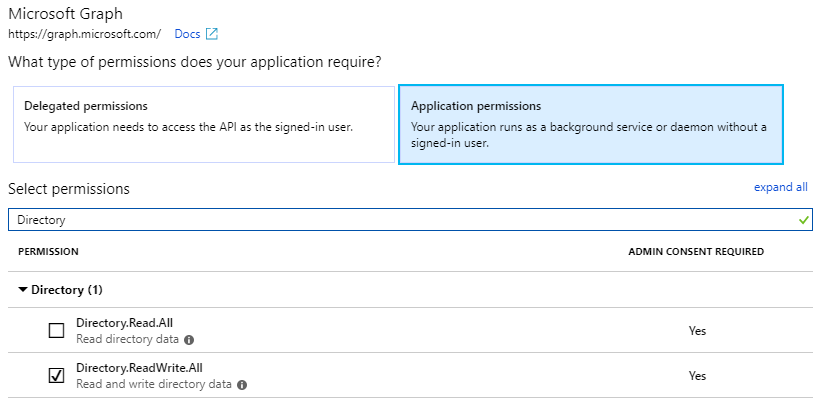 Microsoft Graph
https://graph.microsoft.com/ Docs
What type of permissions does your application require?
Delegated permissions
Your application needs to access the API as the signed-in user.
Application permissions
Your application runs as a background service or daemon without a
signed-in user.
Select permissions
expand all
Directory
PERMISSION
ADMIN CONSENT REQUIRED
Directory (1)
Directory.Read.All
Read directory data
Yes
Directory.ReadWrite.All
Read and write directory data
Yes